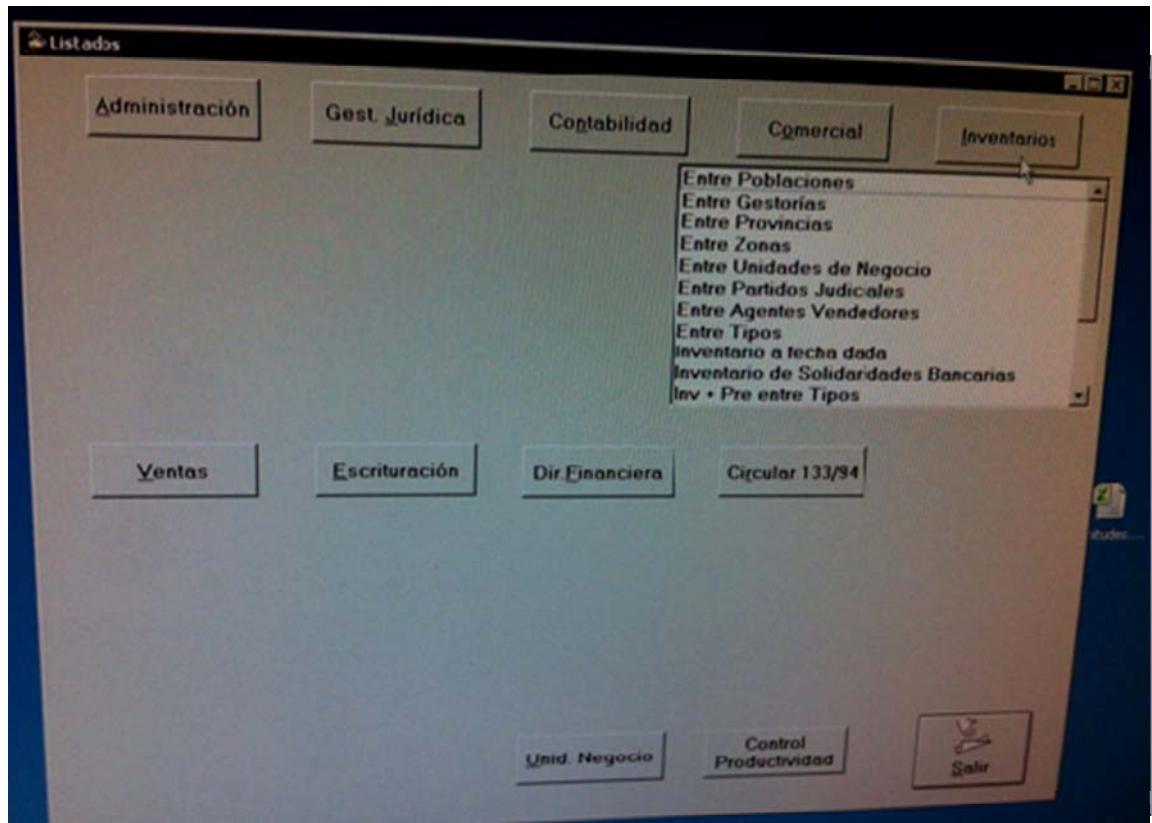 Listados
Administración
Gest. Jurídica
Contabilidad
Comercial
Inventarios
Entre Poblaciones
Entre Gestorías
Entre Provincias
Entre Zonas
Entre Unidades de Negocio
Entre Partidos Judiciales
Entre Agentes Vendedores
Entre Tipos
Inventario a fecha dada
Inventario de Solidaridades Bancarias
Inv + Pre entre Tipos
Ventas
Escrituración
Dir.Financiera
Circular 133/94
Unid. Negocio
Control
Productividad
Salir